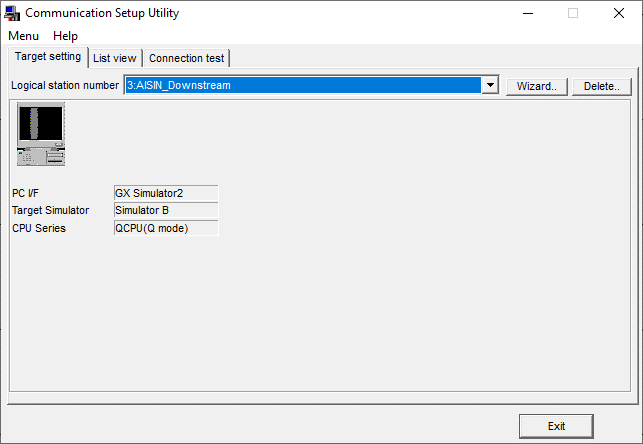 Communication Setup Utility
Menu Help
Target setting List view Connection test
Logical station number 3:AISIN_Downstream Wizard.. Delete..
PC I/F GX Simulator2
Target Simulator Simulator B
CPU Series QCPU(Q mode)
Exit